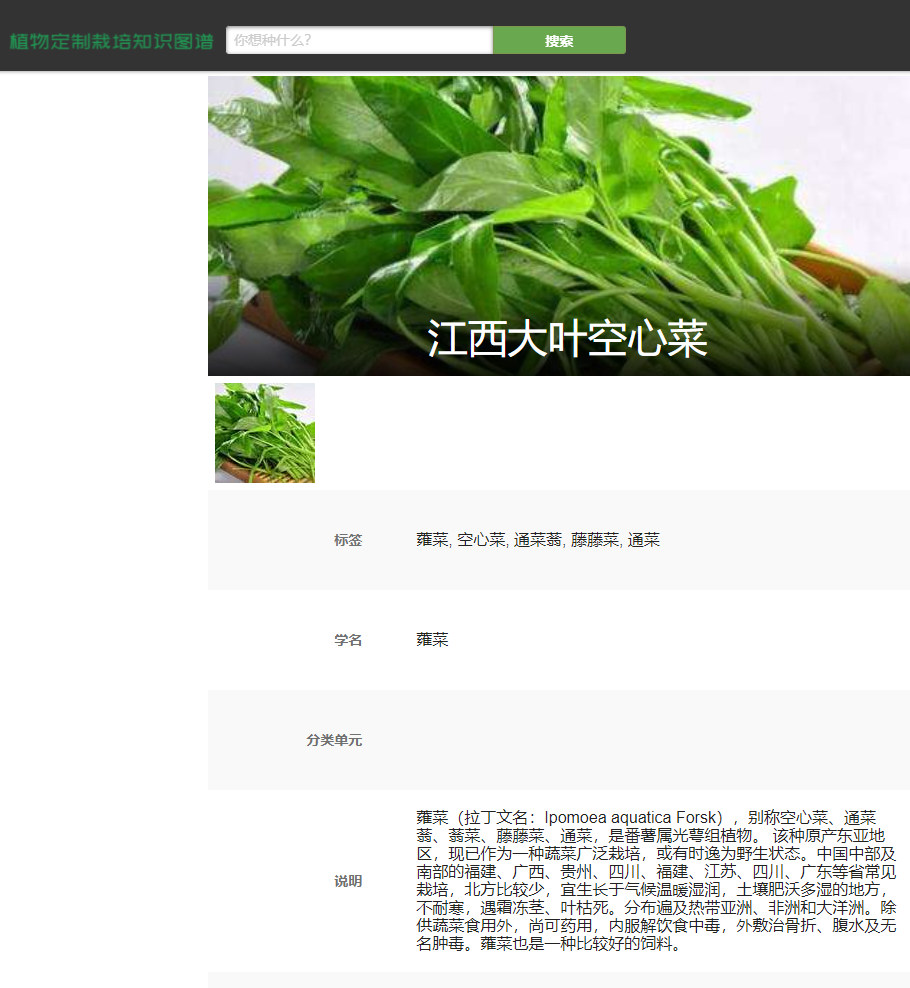 植物定制栽培知识图谱
你想种什么?
搜索
江西大叶空心菜
标签
蕹菜, 空心菜, 通菜蓊, 藤藤菜, 通菜
学名
蕹菜
分类单元
说明
蕹菜（拉丁文名：Ipomoea aquatica Forsk），别称空心菜、通菜
蓊、蓊菜、藤藤菜、通菜，是番薯属光萼组植物。 该种原产东亚地
区，现已作为一种蔬菜广泛栽培，或有时逸为野生状态。中国中部及
南部的福建、广西、贵州、四川、福建、江苏、四川、广东等省常见
栽培，北方比较少，宜生长于气候温暖湿润，土壤肥沃多湿的地方，
不耐寒，遇霜冻茎、叶枯死。分布遍及热带亚洲、非洲和大洋洲。除
供蔬菜食用外，尚可药用，内服解饮食中毒，外敷治骨折、腹水及无
名肿毒。蕹菜也是一种比较好的饲料。